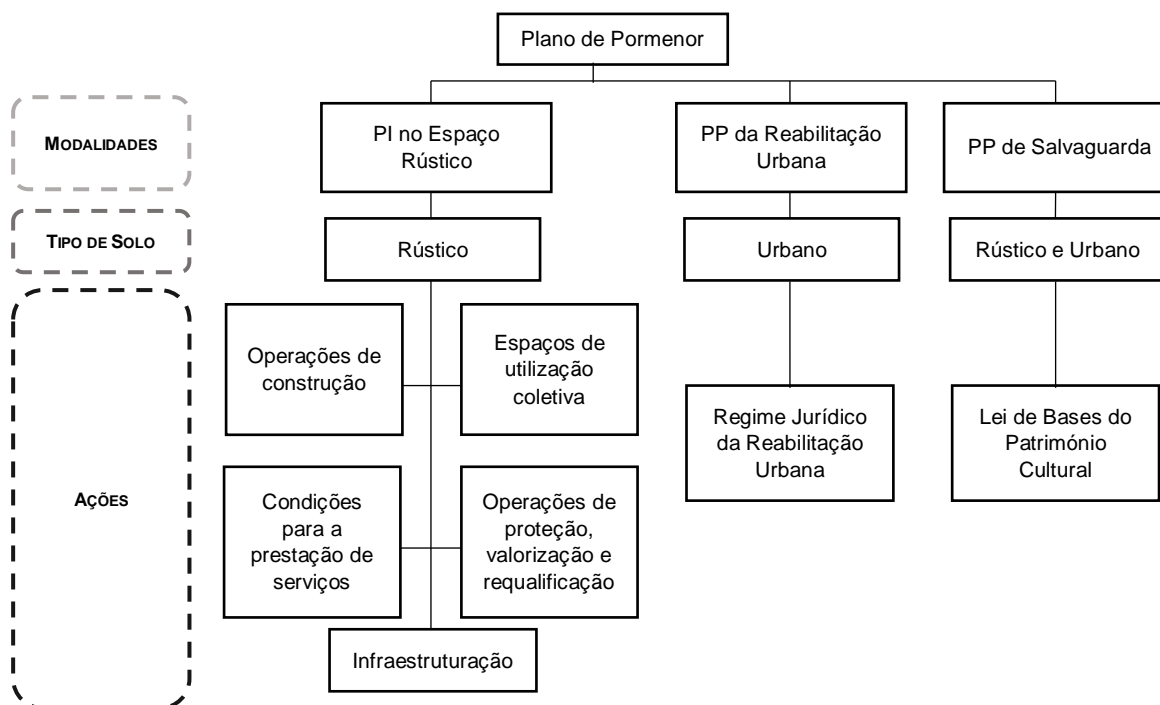 Plano de Pormenor
MODALIDADES
PI no Espaço
Rústico
PP da Reabilitação
Urbana
PP de Salvaguarda
TIPO DE SOLO
Rústico
Urbano
Rústico e Urbano
AÇÕES
Operações de
construção
Espaços de
utilização
coletiva
Regime Jurídico
da Reabilitação
Urbana
Lei de Bases do
Património
Cultural
Condições
para a
prestação de
serviços
Operações de
proteção,
valorização e
requalificação
Infraestruturação